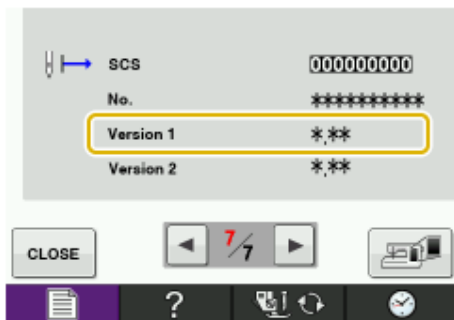 SCS 000000000
No. **********
Version 1 *.**
Version 2 *.**
CLOSE 7/7
?